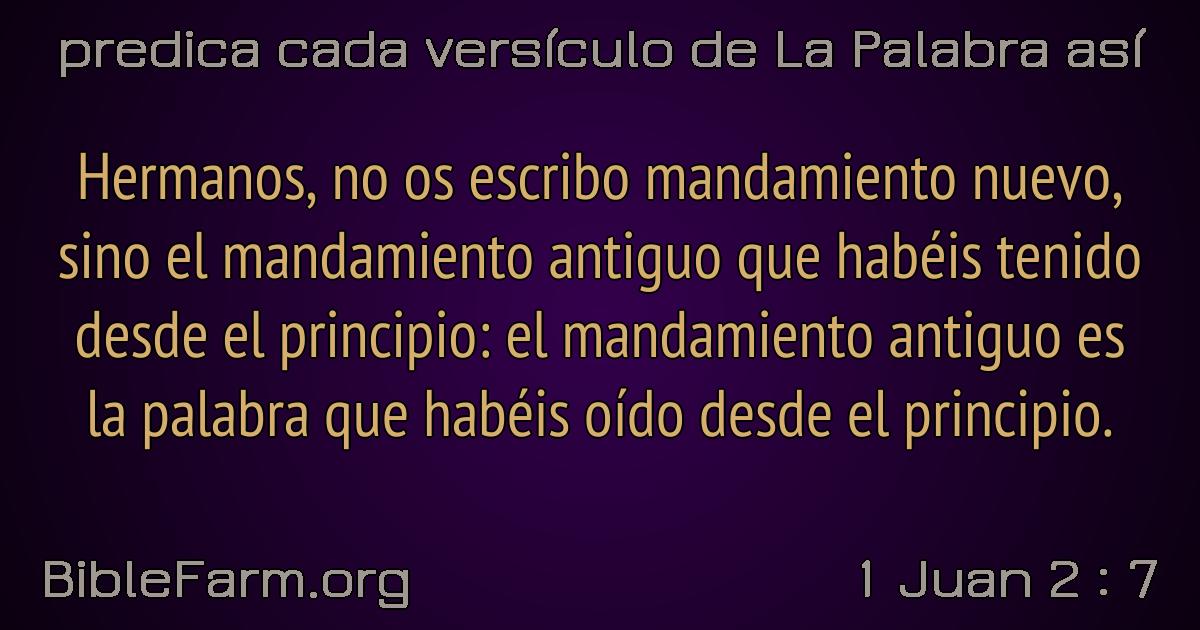 predica cada versículo de La Palabra así
Hermanos, no os escribo mandamiento nuevo,
sino el mandamiento antiguo que habéis tenido
desde el principio: el mandamiento antiguo es
la palabra que habéis oído desde el principio.
BibleFarm.org
1 Juan 2 : 7